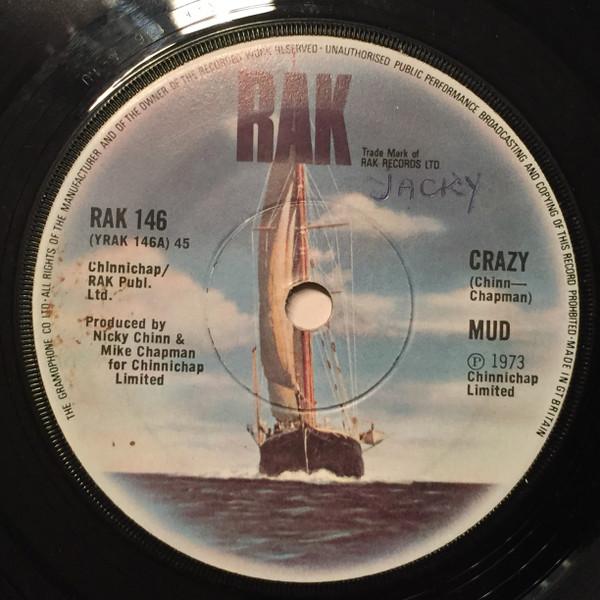 THE GRAMOPHONE CO LTD·ALL RIGHTS OF THE MANUFACTURER AND OF THE OWNER OF THE RECORDED WORK RESERVED·UNAUTHORISED PUBLIC PERFORMANCE BROADCASTING AND COPYING OF THIS RECORD PROHIBITED·MADE IN GT BRITAIN
RAK
Trade Mark of
RAK RECORDS LTD
JACKY
RAK 146
(YRAK 146A) 45
Chinnichap/
RAK Publ.
Ltd.
Produced by
Nicky Chinn &
Mike Chapman
for Chinnichap
Limited
CRAZY
(Chinn—
Chapman)
MUD
℗ 1973
Chinnichap
Limited